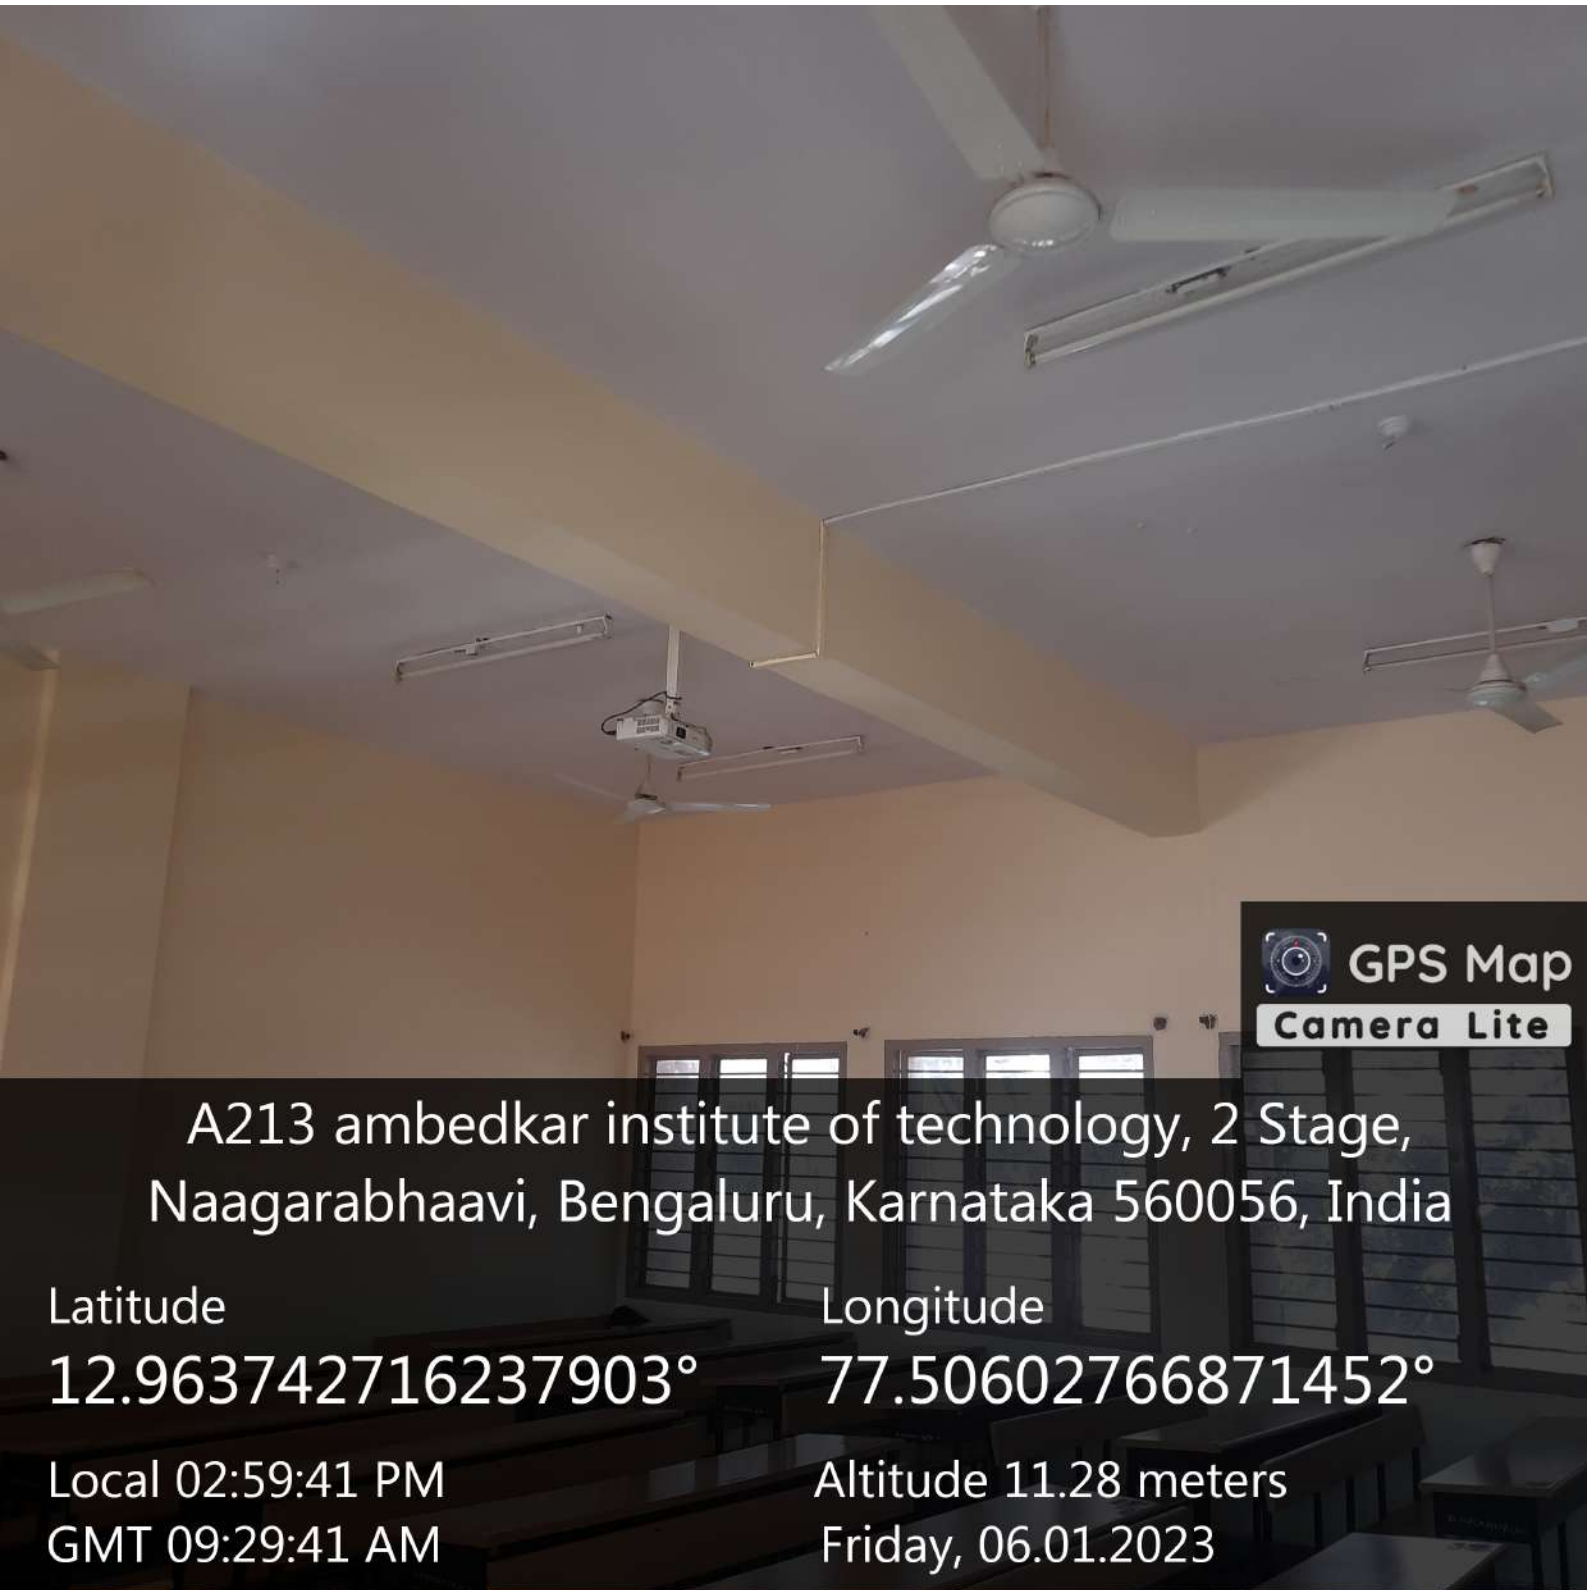 GPS Map
Camera Lite
A213 ambedkar institute of technology, 2 Stage,
Naagarabhaavi, Bengaluru, Karnataka 560056, India
Latitude
12.963742716237903°
Longitude
77.50602766871452°
Local 02:59:41 PM
GMT 09:29:41 AM
Altitude 11.28 meters
Friday, 06.01.2023